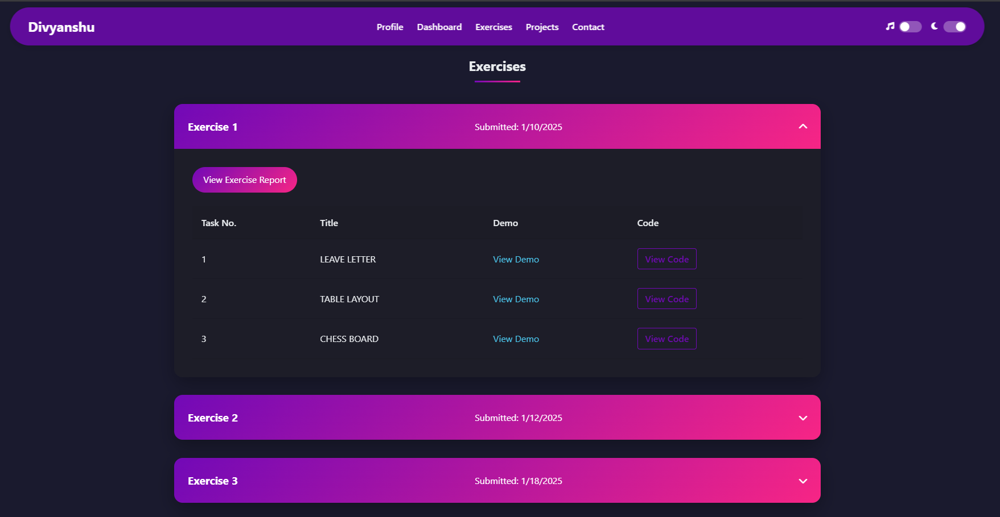 Divyanshu
Profile Dashboard Exercises Projects Contact
Exercises
Exercise 1 Submitted: 1/10/2025
View Exercise Report
Task No. Title Demo Code
1 LEAVE LETTER View Demo View Code
2 TABLE LAYOUT View Demo View Code
3 CHESS BOARD View Demo View Code
Exercise 2 Submitted: 1/12/2025
Exercise 3 Submitted: 1/18/2025